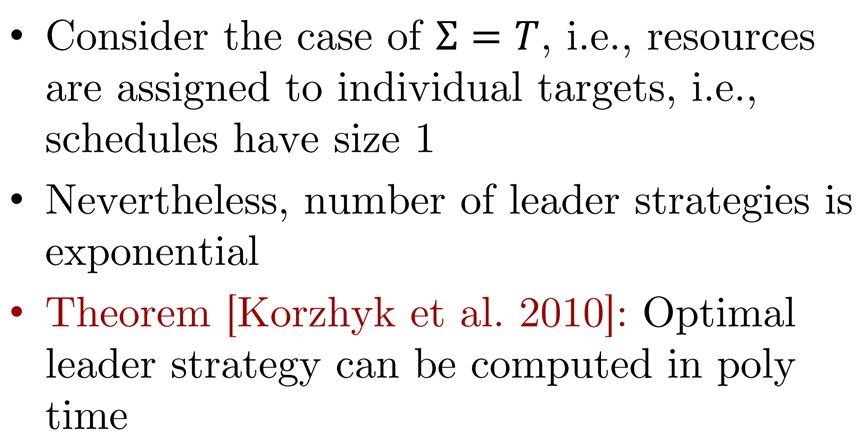 • Consider the case of Σ = T, i.e., resources
are assigned to individual targets, i.e.,
schedules have size 1
• Nevertheless, number of leader strategies is
exponential
• Theorem [Korzhyk et al. 2010]: Optimal
leader strategy can be computed in poly
time